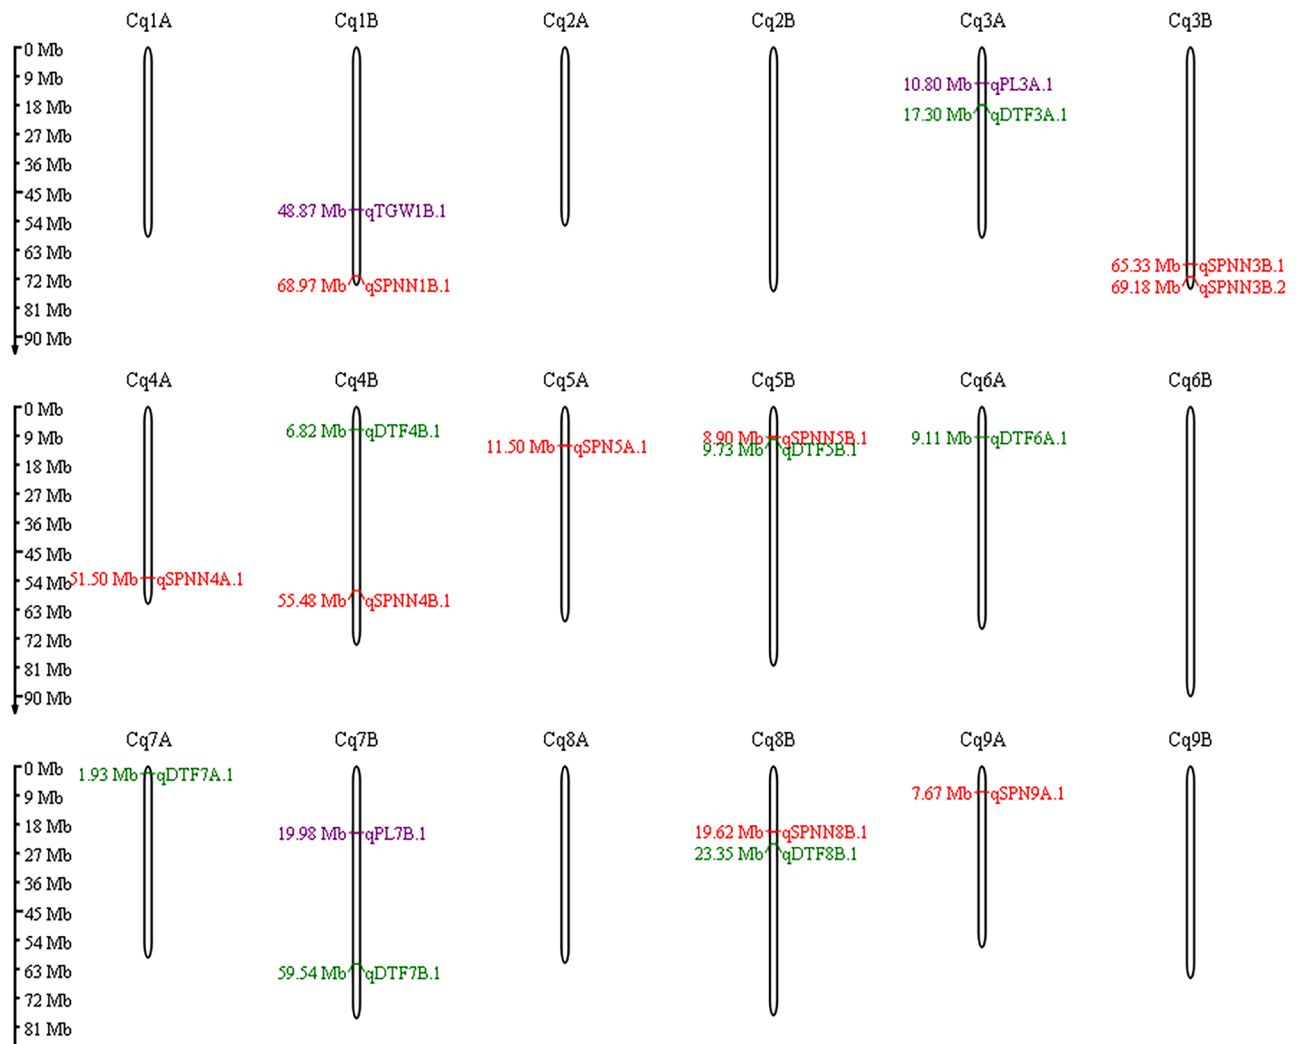 Cq1A Cq1B Cq2A Cq2B Cq3A Cq3B
0 Mb
9 Mb
10.80 Mb qPL3A.1
18 Mb
17.30 Mb qDTF3A.1
27 Mb
36 Mb
45 Mb
48.87 Mb qTGW1B.1
54 Mb
63 Mb
65.33 Mb qSPNN3B.1
72 Mb
68.97 Mb qSPNN1B.1
69.18 Mb qSPNN3B.2
81 Mb
90 Mb
Cq4A Cq4B Cq5A Cq5B Cq6A Cq6B
0 Mb
6.82 Mb qDTF4B.1
9 Mb
8.90 Mb qSPNN5B.1
9.11 Mb qDTF6A.1
11.50 Mb qSPN5A.1
9.73 Mb qDTF5B.1
18 Mb
27 Mb
36 Mb
45 Mb
54 Mb
51.50 Mb qSPNN4A.1
55.48 Mb qSPNN4B.1
63 Mb
72 Mb
81 Mb
90 Mb
Cq7A Cq7B Cq8A Cq8B Cq9A Cq9B
0 Mb
1.93 Mb qDTF7A.1
9 Mb
7.67 Mb qSPN9A.1
18 Mb
19.98 Mb qPL7B.1
19.62 Mb qSPNN8B.1
27 Mb
23.35 Mb qDTF8B.1
36 Mb
45 Mb
54 Mb
63 Mb
59.54 Mb qDTF7B.1
72 Mb
81 Mb